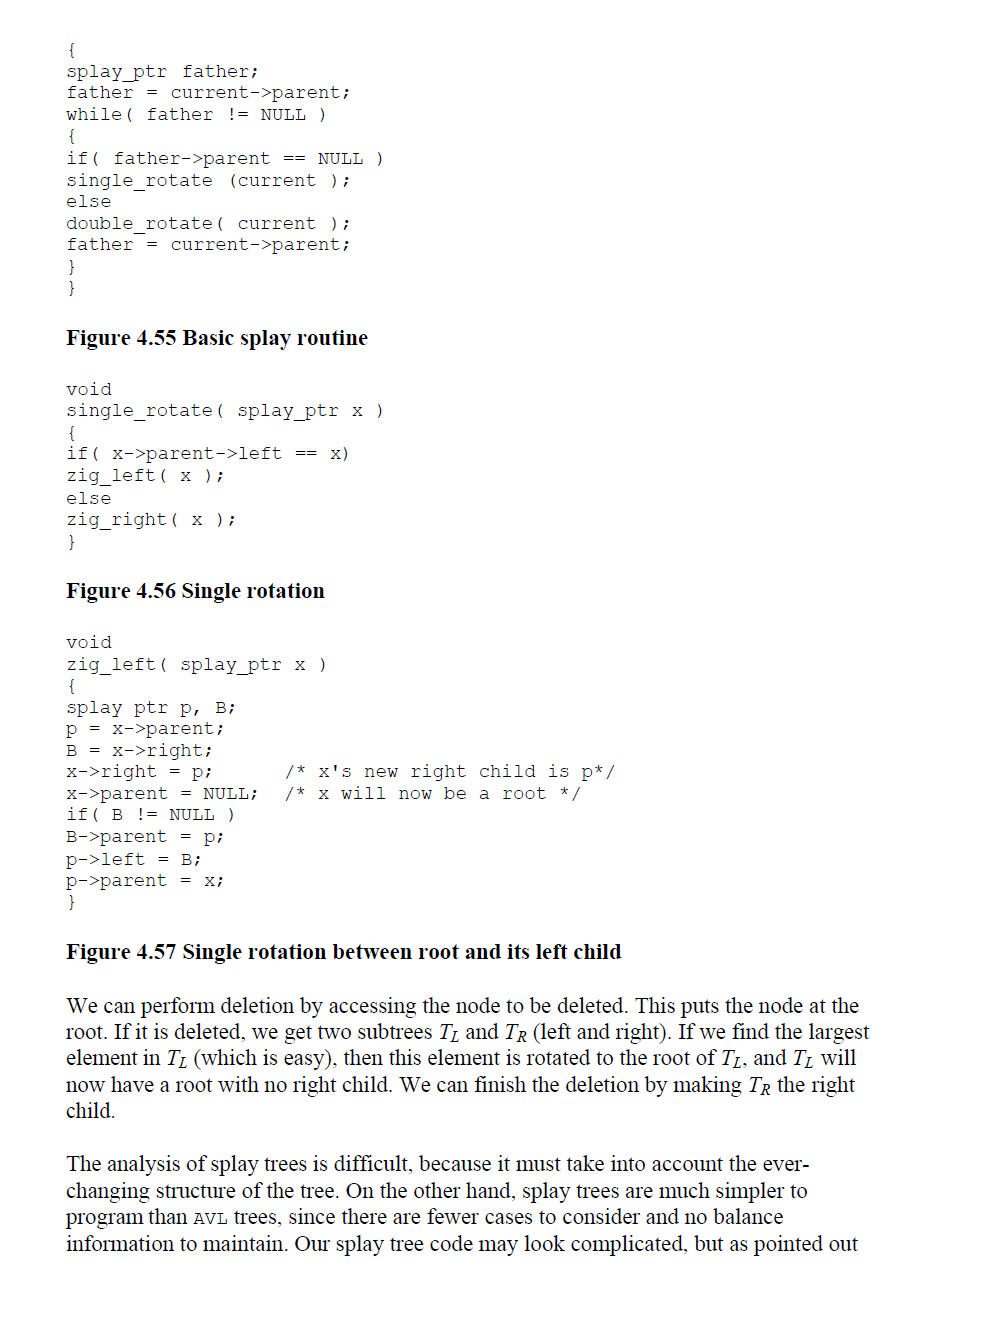 {
splay_ptr father;
father = current->parent;
while( father != NULL )
{
if( father->parent == NULL )
single_rotate (current );
else
double_rotate( current );
father = current->parent;
}
}
Figure 4.55 Basic splay routine
void
single_rotate( splay_ptr x )
{
if( x->parent->left == x)
zig_left( x );
else
zig_right( x );
}
Figure 4.56 Single rotation
void
zig_left( splay_ptr x )
{
splay ptr p, B;
p = x->parent;
B = x->right;
x->right = p; /* x's new right child is p*/
x->parent = NULL; /* x will now be a root */
if( B != NULL )
B->parent = p;
p->left = B;
p->parent = x;
}
Figure 4.57 Single rotation between root and its left child
We can perform deletion by accessing the node to be deleted. This puts the node at the
root. If it is deleted, we get two subtrees TL and TR (left and right). If we find the largest
element in TL (which is easy), then this element is rotated to the root of TL, and TL will
now have a root with no right child. We can finish the deletion by making TR the right
child.
The analysis of splay trees is difficult, because it must take into account the ever-
changing structure of the tree. On the other hand, splay trees are much simpler to
program than AVL trees, since there are fewer cases to consider and no balance
information to maintain. Our splay tree code may look complicated, but as pointed out